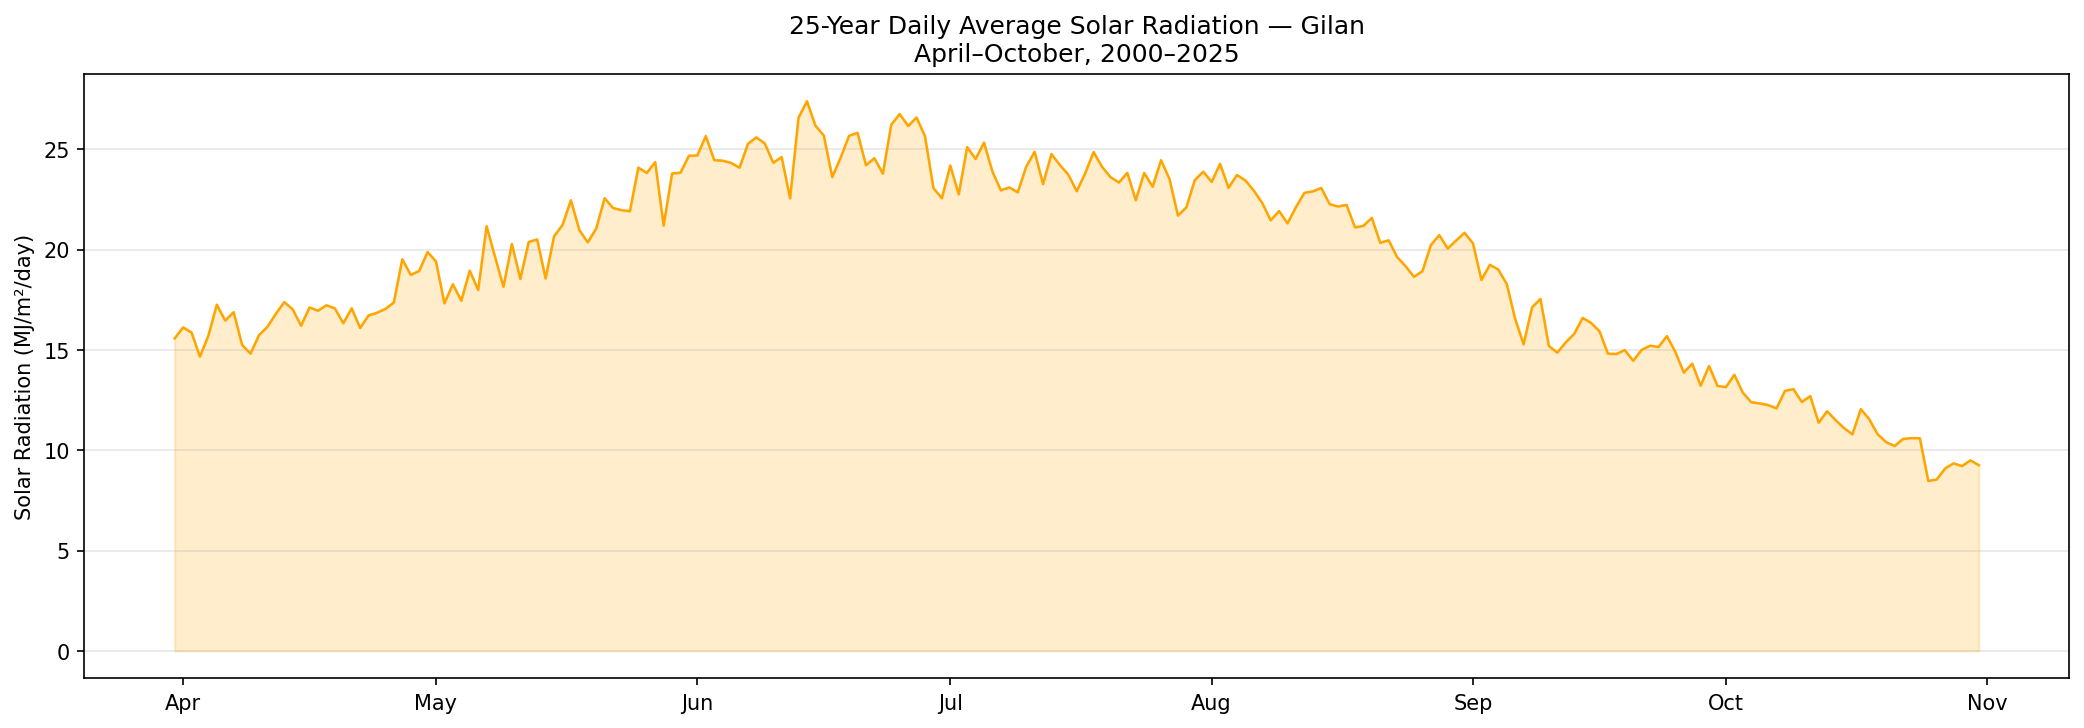 25-Year Daily Average Solar Radiation — Gilan
April–October, 2000–2025
Solar Radiation (MJ/m²/day)
25
20
15
10
5
0
Apr May Jun Jul Aug Sep Oct Nov